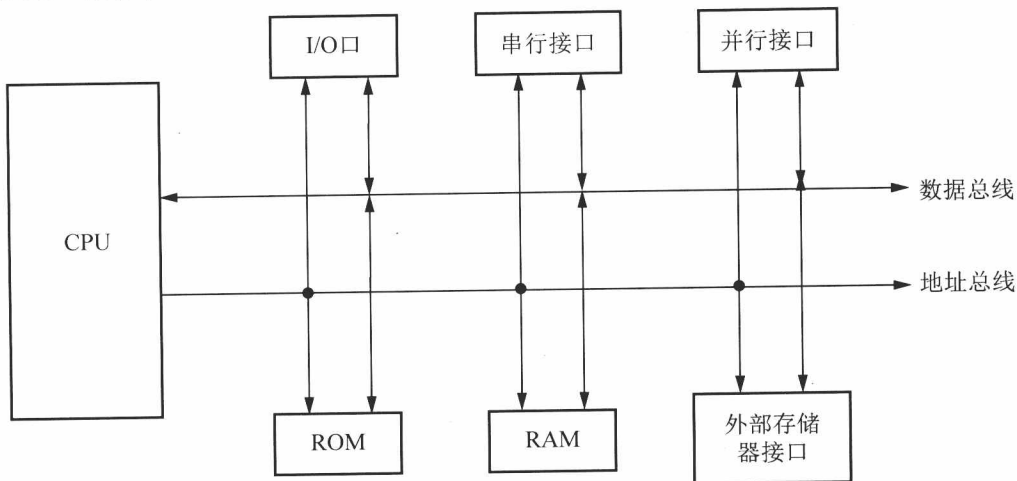 I/O口
串行接口
并行接口
数据总线
CPU
地址总线
ROM
RAM
外部存储
器接口